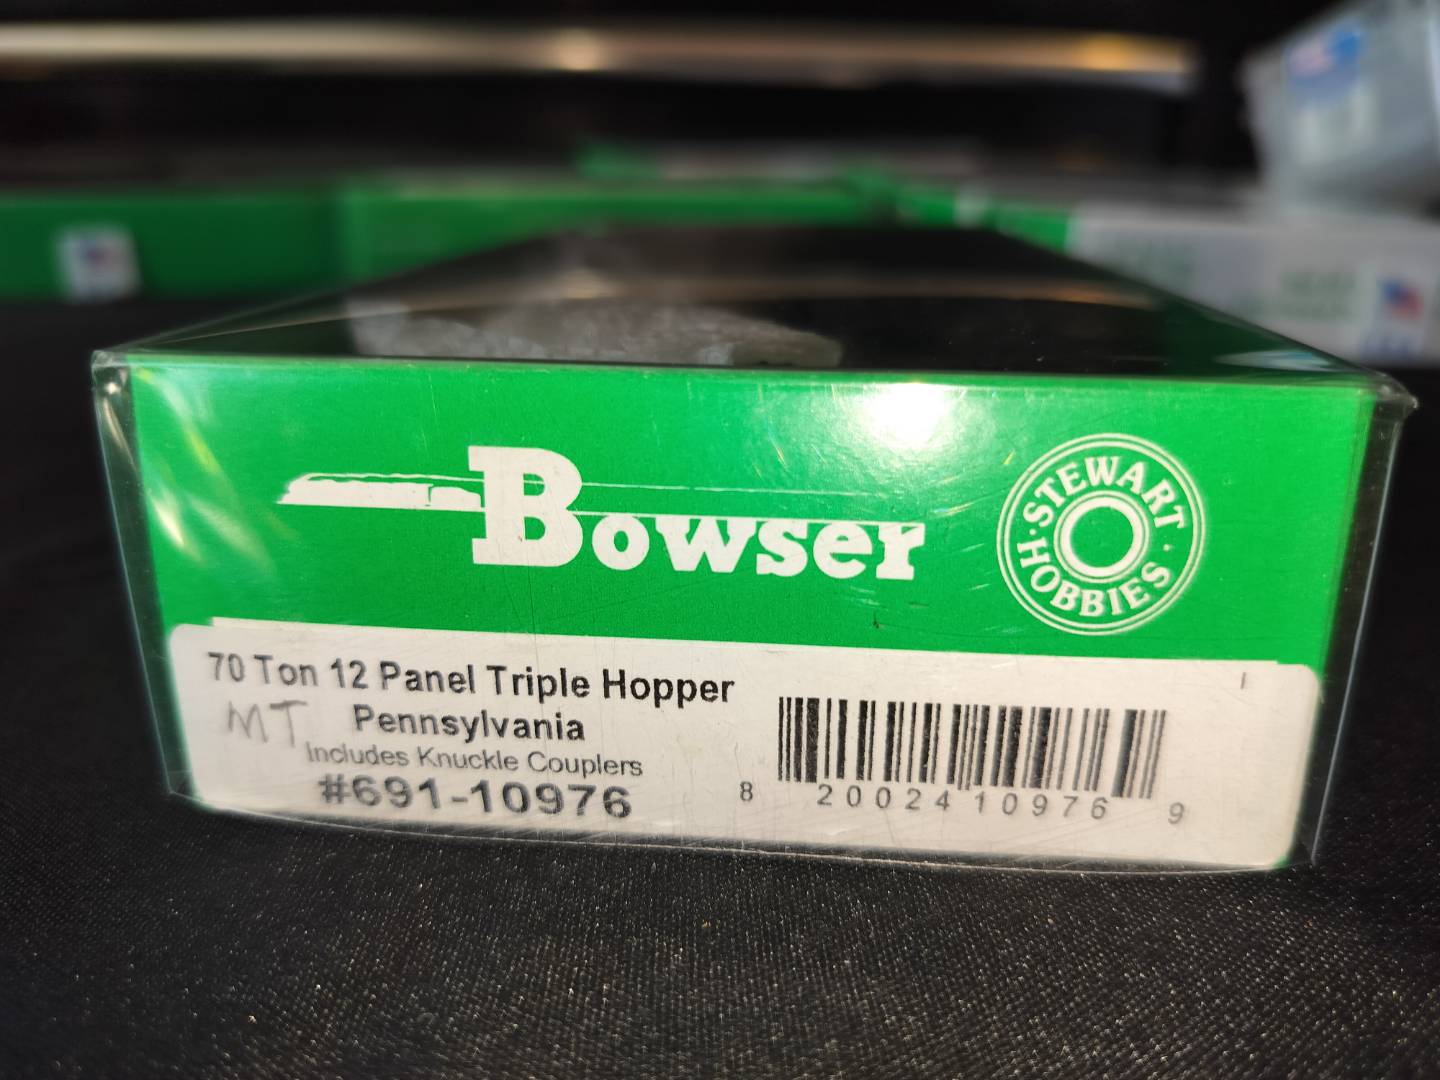 Bowser
· STEWART ·
HOBBIES
70 Ton 12 Panel Triple Hopper
MT Pennsylvania
Includes Knuckle Couplers
#691-10976
8 20024 10976 9